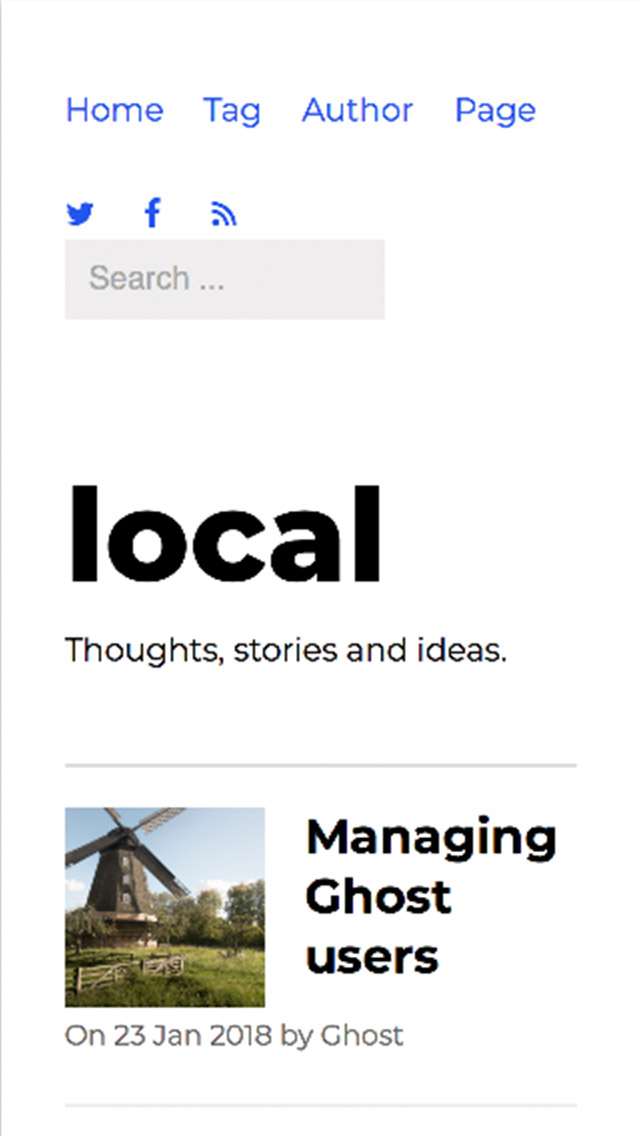 Home Tag Author Page
Search ...
local
Thoughts, stories and ideas.
Managing
Ghost
users
On 23 Jan 2018 by Ghost